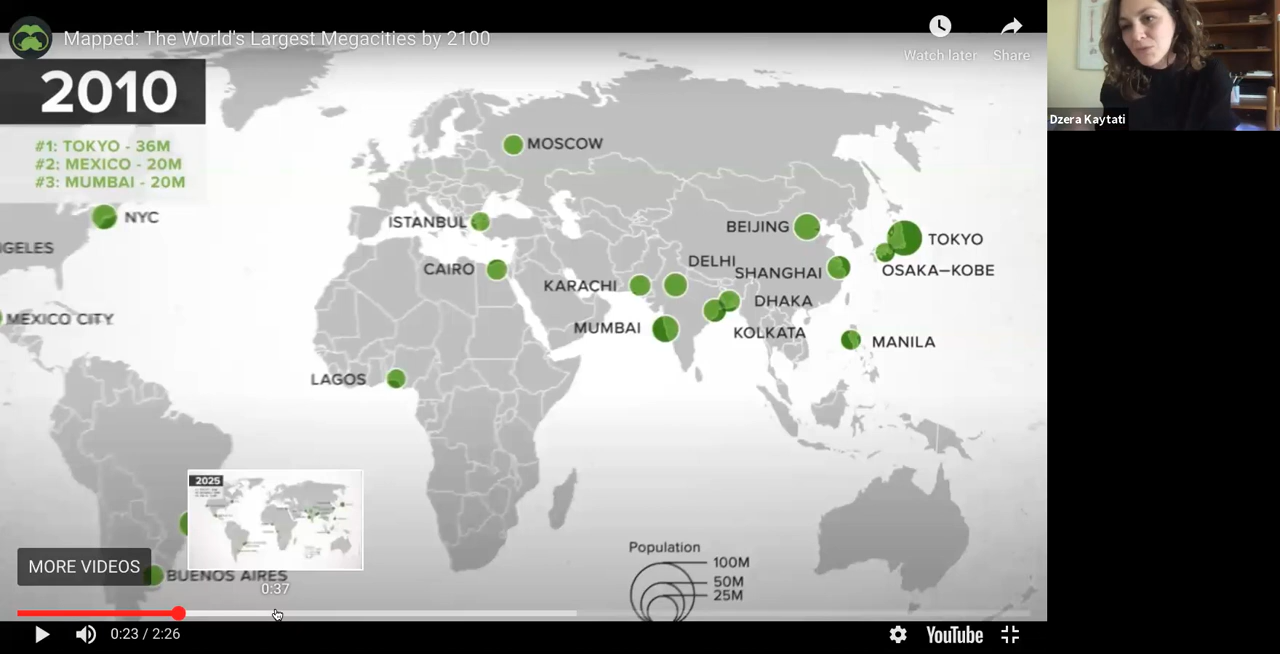 Mapped: The World's Largest Megacities by 2100
Watch later
Share
2010
#1: TOKYO - 36M
#2: MEXICO - 20M
#3: MUMBAI - 20M
Dzera Kaytati
MOSCOW
NYC
ISTANBUL
BEIJING
TOKYO
GELES
CAIRO
DELHI
SHANGHAI
OSAKA–KOBE
KARACHI
DHAKA
MEXICO CITY
MUMBAI
KOLKATA
MANILA
LAGOS
2025
Population
100M
50M
25M
MORE VIDEOS
BUENOS AIRES
0:37
0:23 / 2:26
YouTube